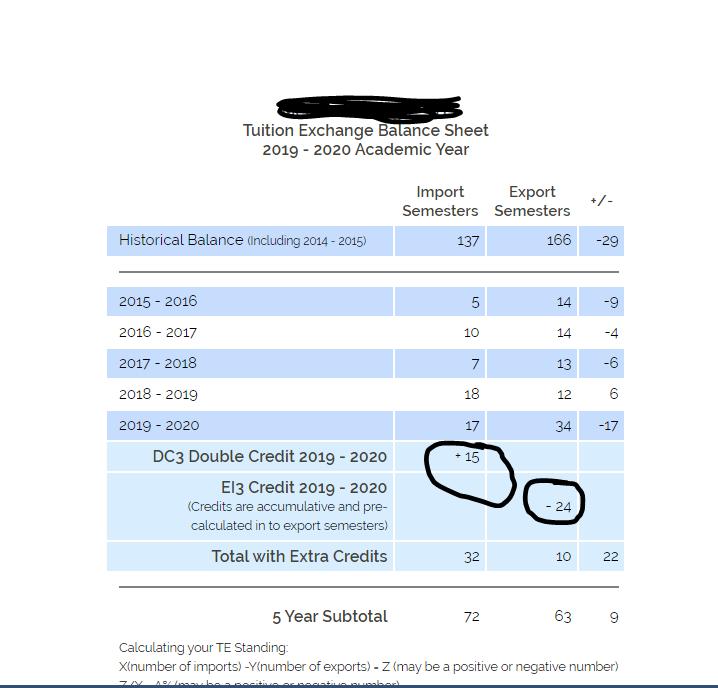 Tuition Exchange Balance Sheet
2019 - 2020 Academic Year
Import Semesters Export Semesters +/-
Historical Balance (Including 2014 - 2015) 137 166 -29
2015 - 2016 5 14 -9
2016 - 2017 10 14 -4
2017 - 2018 7 13 -6
2018 - 2019 18 12 6
2019 - 2020 17 34 -17
DC3 Double Credit 2019 - 2020 + 15
EI3 Credit 2019 - 2020
(Credits are accumulative and pre-
calculated in to export semesters) - 24
Total with Extra Credits 32 10 22
5 Year Subtotal 72 63 9
Calculating your TE Standing:
X(number of imports) -Y(number of exports) = Z (may be a positive or negative number)